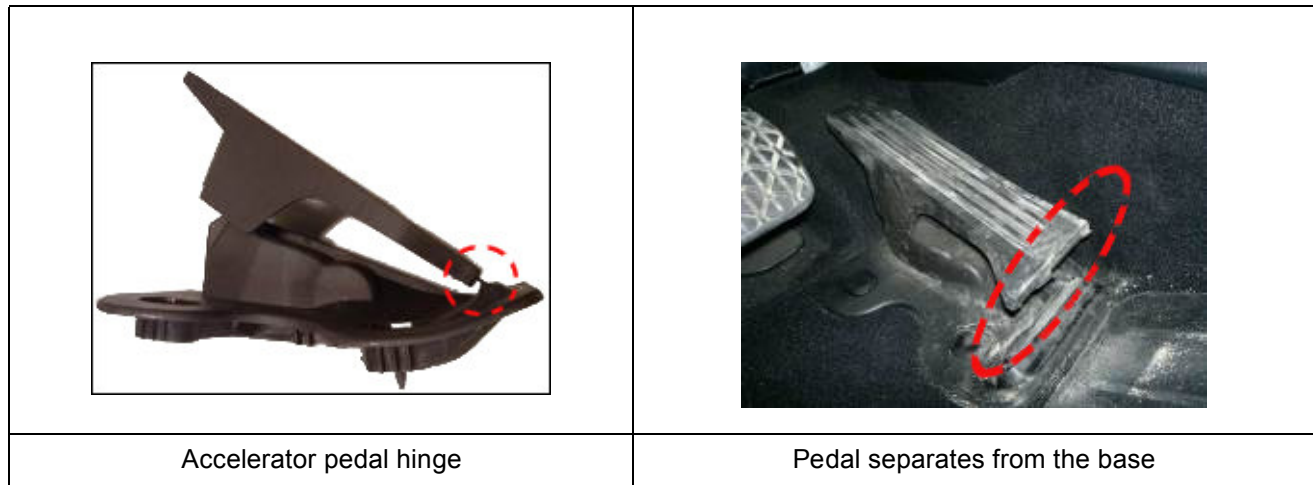 Accelerator pedal hinge
Pedal separates from the base